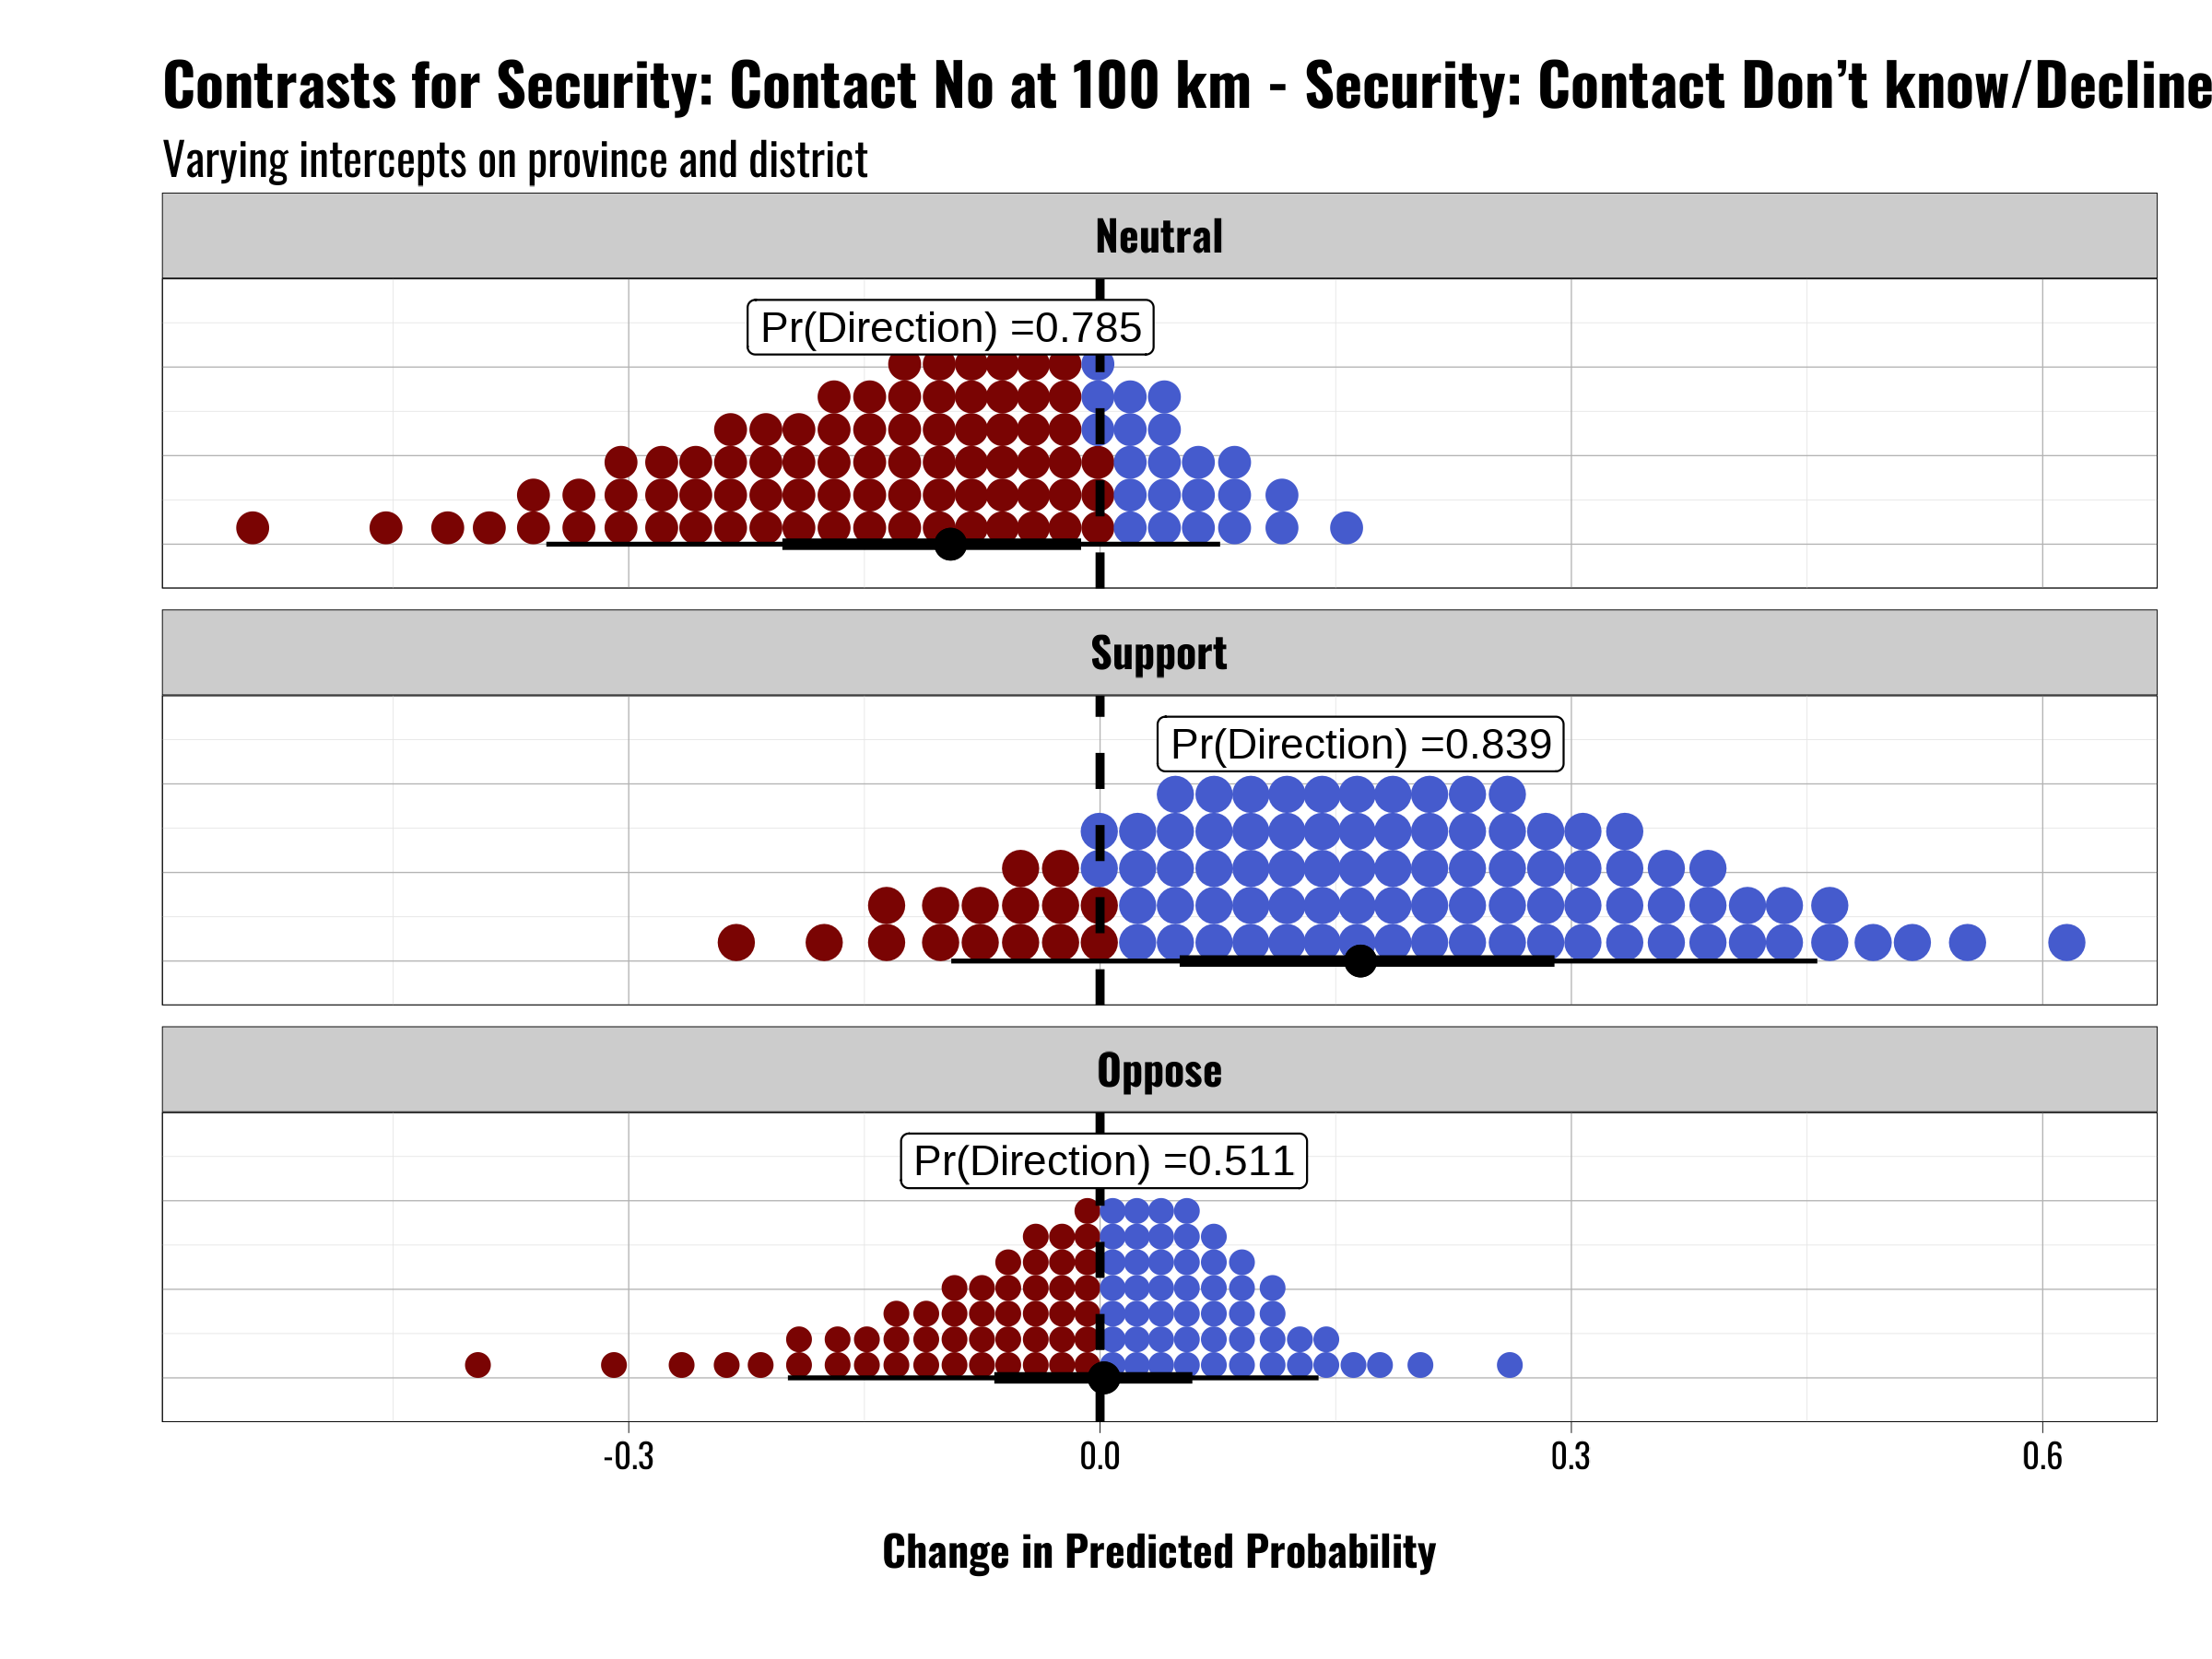 Contrasts for Security: Contact No at 100 km - Security: Contact Don’t know/Decline
Varying intercepts on province and district
Neutral
Pr(Direction) =0.785
Support
Pr(Direction) =0.839
Oppose
Pr(Direction) =0.511
-0.3 0.0 0.3 0.6
Change in Predicted Probability